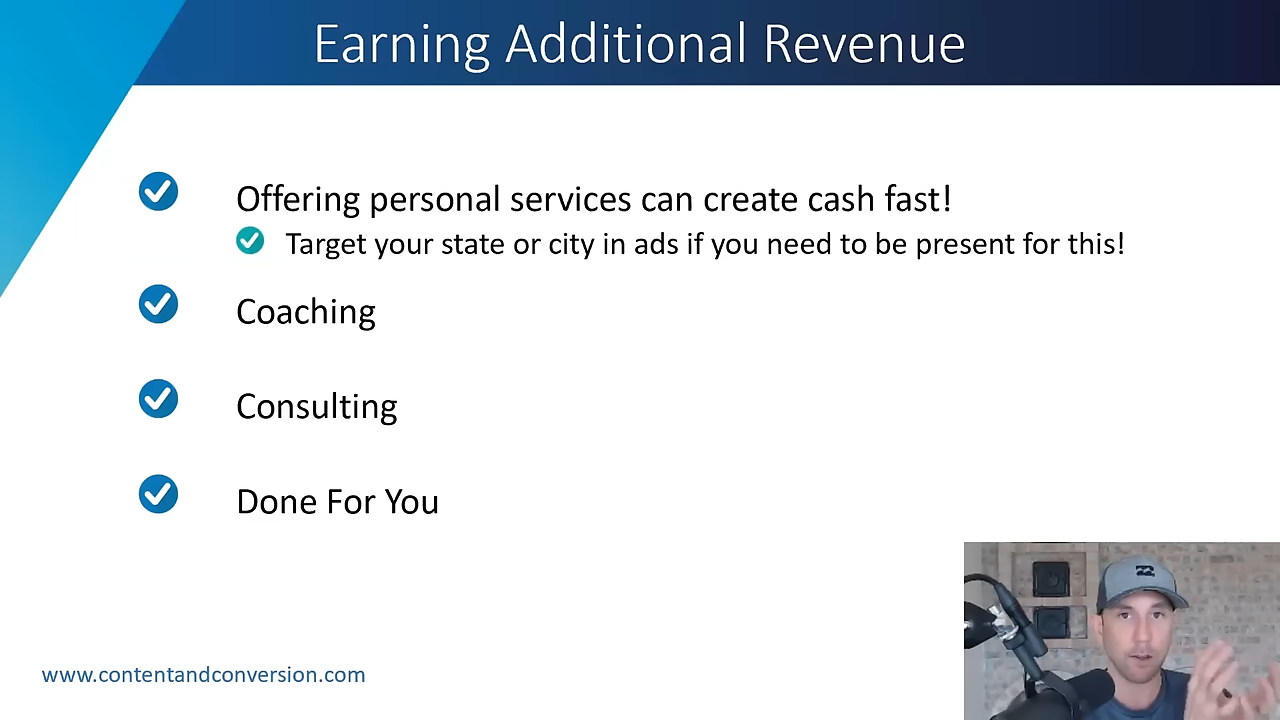 Earning Additional Revenue
Offering personal services can create cash fast!
Target your state or city in ads if you need to be present for this!
Coaching
Consulting
Done For You
www.contentandconversion.com